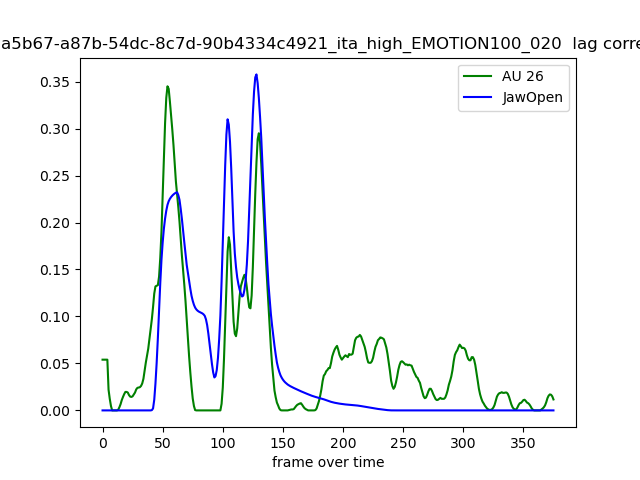 a5b67-a87b-54dc-8c7d-90b4334c4921_ita_high_EMOTION100_020 lag corre
AU 26
JawOpen
0.35
0.30
0.25
0.20
0.15
0.10
0.05
0.00
0 50 100 150 200 250 300 350
frame over time